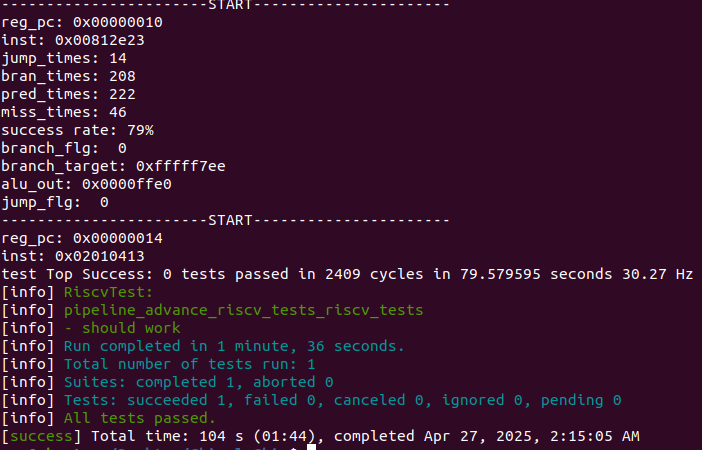 -----------------------START----------------------
reg_pc: 0x00000010
inst: 0x00812e23
jump_times: 14
bran_times: 208
pred_times: 222
miss_times: 46
success rate: 79%
branch_flg:  0
branch_target: 0xfffff7ee
alu_out: 0x0000ffe0
jump_flg:  0
-----------------------START----------------------
reg_pc: 0x00000014
inst: 0x02010413
test Top Success: 0 tests passed in 2409 cycles in 79.579595 seconds 30.27 Hz
[info] RiscvTest:
[info] pipeline_advance_riscv_tests_riscv_tests
[info] - should work
[info] Run completed in 1 minute, 36 seconds.
[info] Total number of tests run: 1
[info] Suites: completed 1, aborted 0
[info] Tests: succeeded 1, failed 0, canceled 0, ignored 0, pending 0
[info] All tests passed.
[success] Total time: 104 s (01:44), completed Apr 27, 2025, 2:15:05 AM